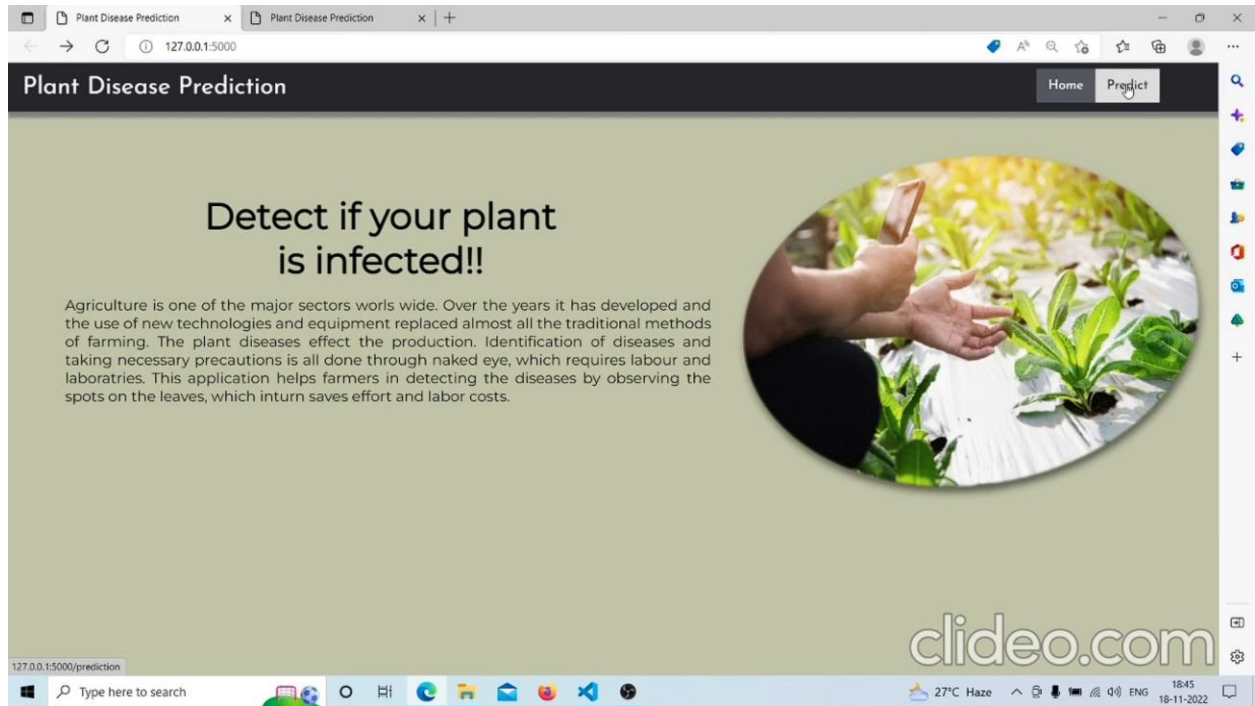 Plant Disease Prediction
Plant Disease Prediction
127.0.0.1:5000
Plant Disease Prediction
Home
Predict
Detect if your plant
is infected!!
Agriculture is one of the major sectors worls wide. Over the years it has developed and
the use of new technologies and equipment replaced almost all the traditional methods
of farming. The plant diseases effect the production. Identification of diseases and
taking necessary precautions is all done through naked eye, which requires labour and
laboratries. This application helps farmers in detecting the diseases by observing the
spots on the leaves, which inturn saves effort and labor costs.
clideo.com
127.0.0.1:5000/prediction
Type here to search
27°C Haze
ENG
18:45
18-11-2022